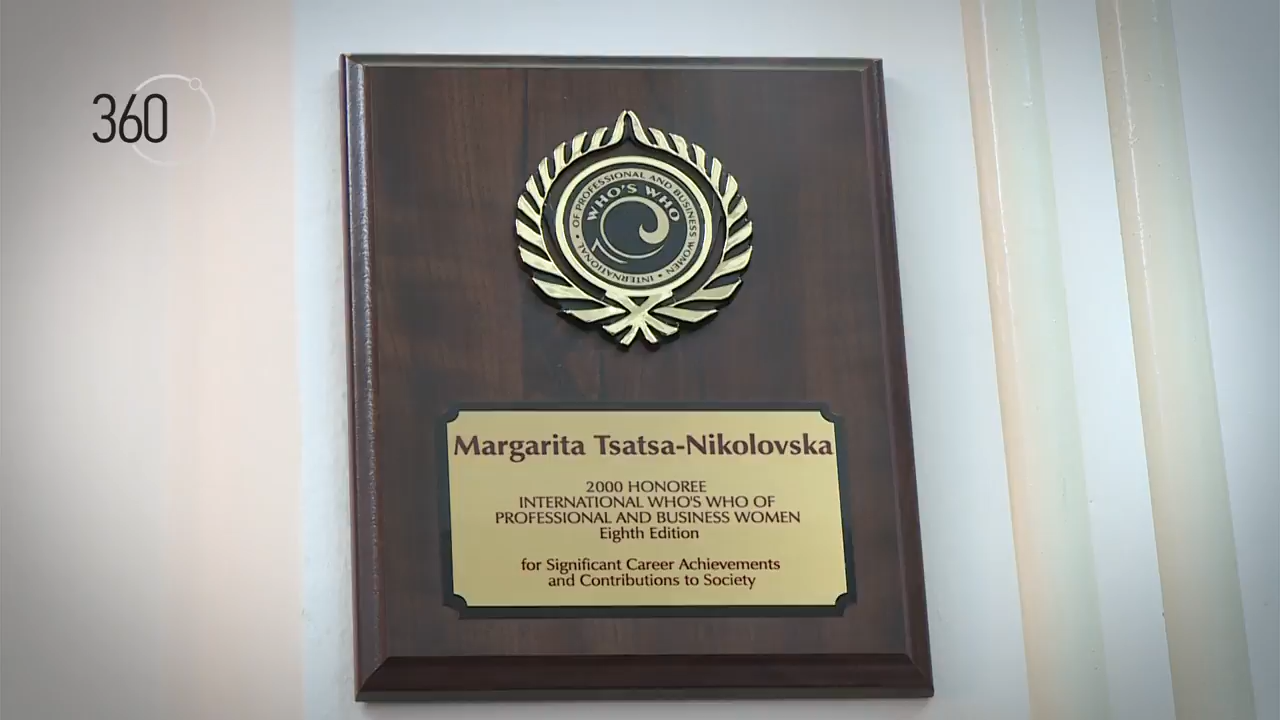 360
WHO'S WHO
INTERNATIONAL • OF PROFESSIONAL AND BUSINESS WOMEN •
Margarita Tsatsa-Nikolovska
2000 HONOREE
INTERNATIONAL WHO'S WHO OF
PROFESSIONAL AND BUSINESS WOMEN
Eighth Edition
for Significant Career Achievements
and Contributions to Society